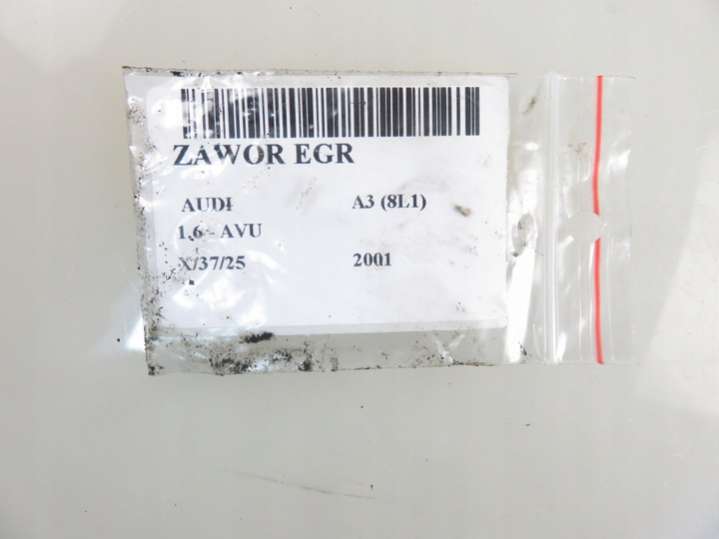 ZAWOR EGR
AUDI A3 (8L1)
1.6 - AVU
X/37/25 2001